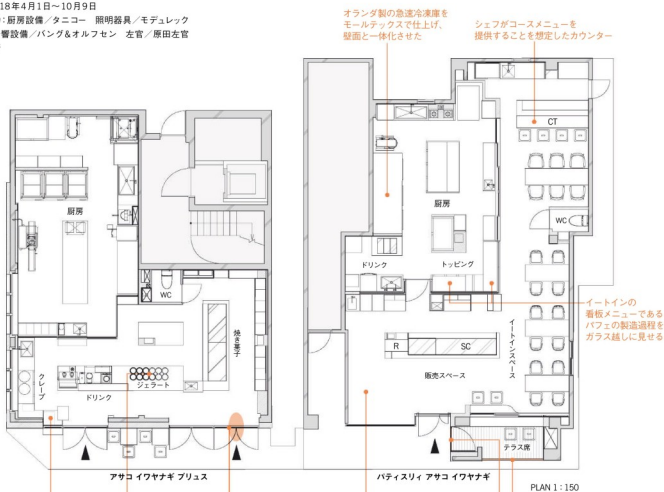 18年4月1日〜10月9日
:厨房設備/タニコー 照明器具/モデュレック
響設備/バング&オルフセン 左官/原田左官
オランダ製の急速冷凍庫を
モールテックスで仕上げ、
壁面と一体化させた
シェフがコースメニューを
提供することを想定したカウンター
CT
厨房
厨房
WC
ドリンク
トッピング
WC
イートインの
看板メニューである
パフェの製造過程を
ガラス越しに見せる
焼き菓子
R
SC
イートインスペース
販売スペース
クレープ
ドリンク
ジェラート
テラス席
アサコ イワヤナギ プリュス
パティスリィ アサコ イワヤナギ
PLAN 1:150